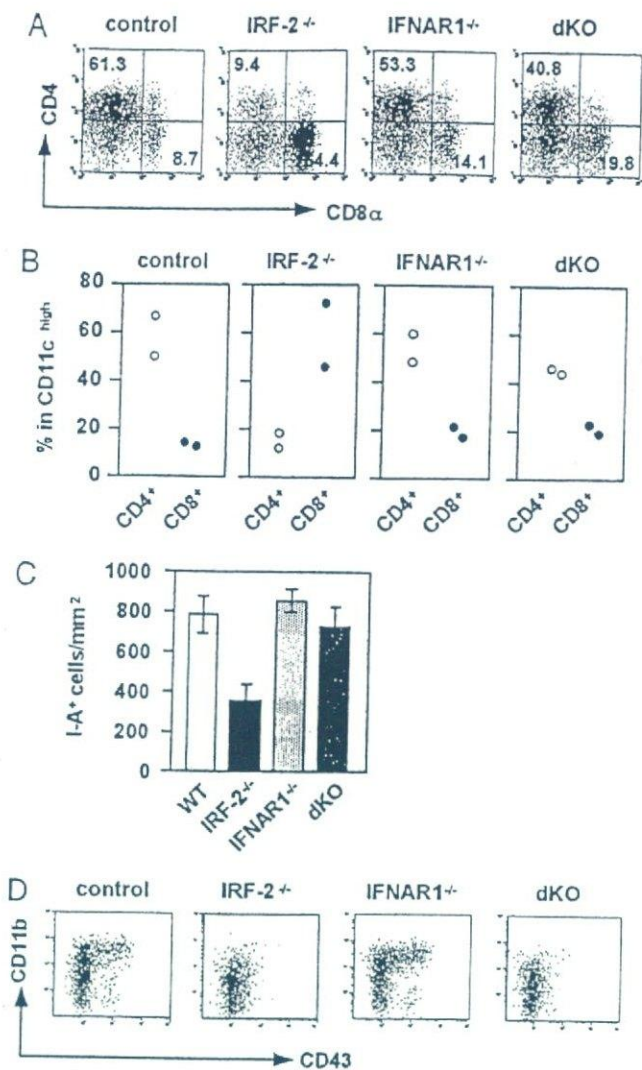 A
control IRF-2 -/- IFNAR1-/- dKO
CD4
61.3
8.7
9.4
4.4
53.3
14.1
40.8
19.8
CD8α
B
control IRF-2 -/- IFNAR1-/- dKO
% in CD11c high
80
60
40
20
0
CD4+ CD8+ CD4+ CD8+ CD4+ CD8+ CD4+ CD8+
C
I-A+ cells/mm2
1000
800
600
400
200
0
WT IRF-2-/- IFNAR1-/- dKO
D
control IRF-2-/- IFNAR1-/- dKO
CD11b
CD43